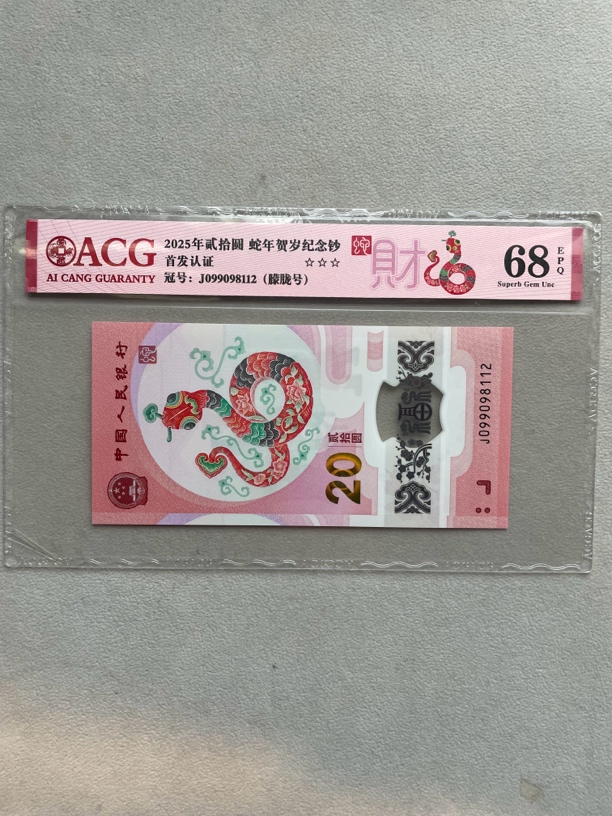 ACG
AI CANG GUARANTY
2025年贰拾圆 蛇年贺岁纪念钞
首发认证 ☆☆☆
冠号：J099098112（朦胧号）
財
68
EPQ
Superb Gem Unc
中国人民银行
贰拾圆
20
J099098112